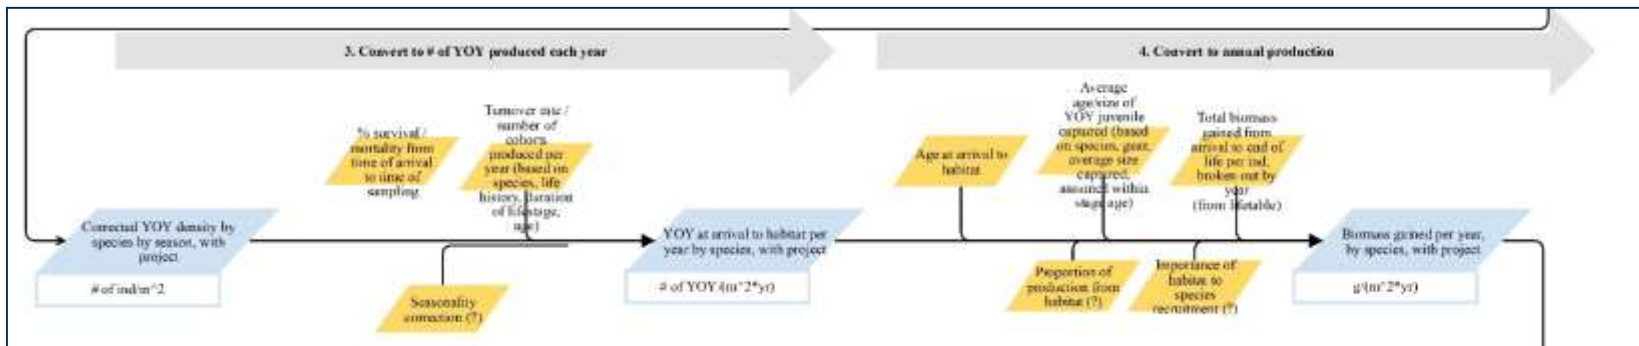 3. Convert to # of YOY produced each year
4. Convert to annual production
% survival /
mortality from
time of arrival
to time of
sampling
Turnover rate /
number of
cohorts
produced per
year (based on
species, life
history, duration
of lifestage,
age)
Corrected YOY density by
species by season, with
project
# of ind/m^2
Seasonality
correction (?)
YOY at arrival to habitat per
year by species, with project
# of YOY/(m^2*yr)
Age at arrival to
habitat
Average
age/size of
YOY juvenile
captured (based
on species, gear,
average size
captured,
assumed within
stage age)
Total biomass
gained from
arrival to end of
life per ind,
broken out by
year
(from lifetable)
Proportion of
production from
habitat (?)
Importance of
habitat to
species
recruitment (?)
Biomass gained per year,
by species, with project
g/(m^2*yr)